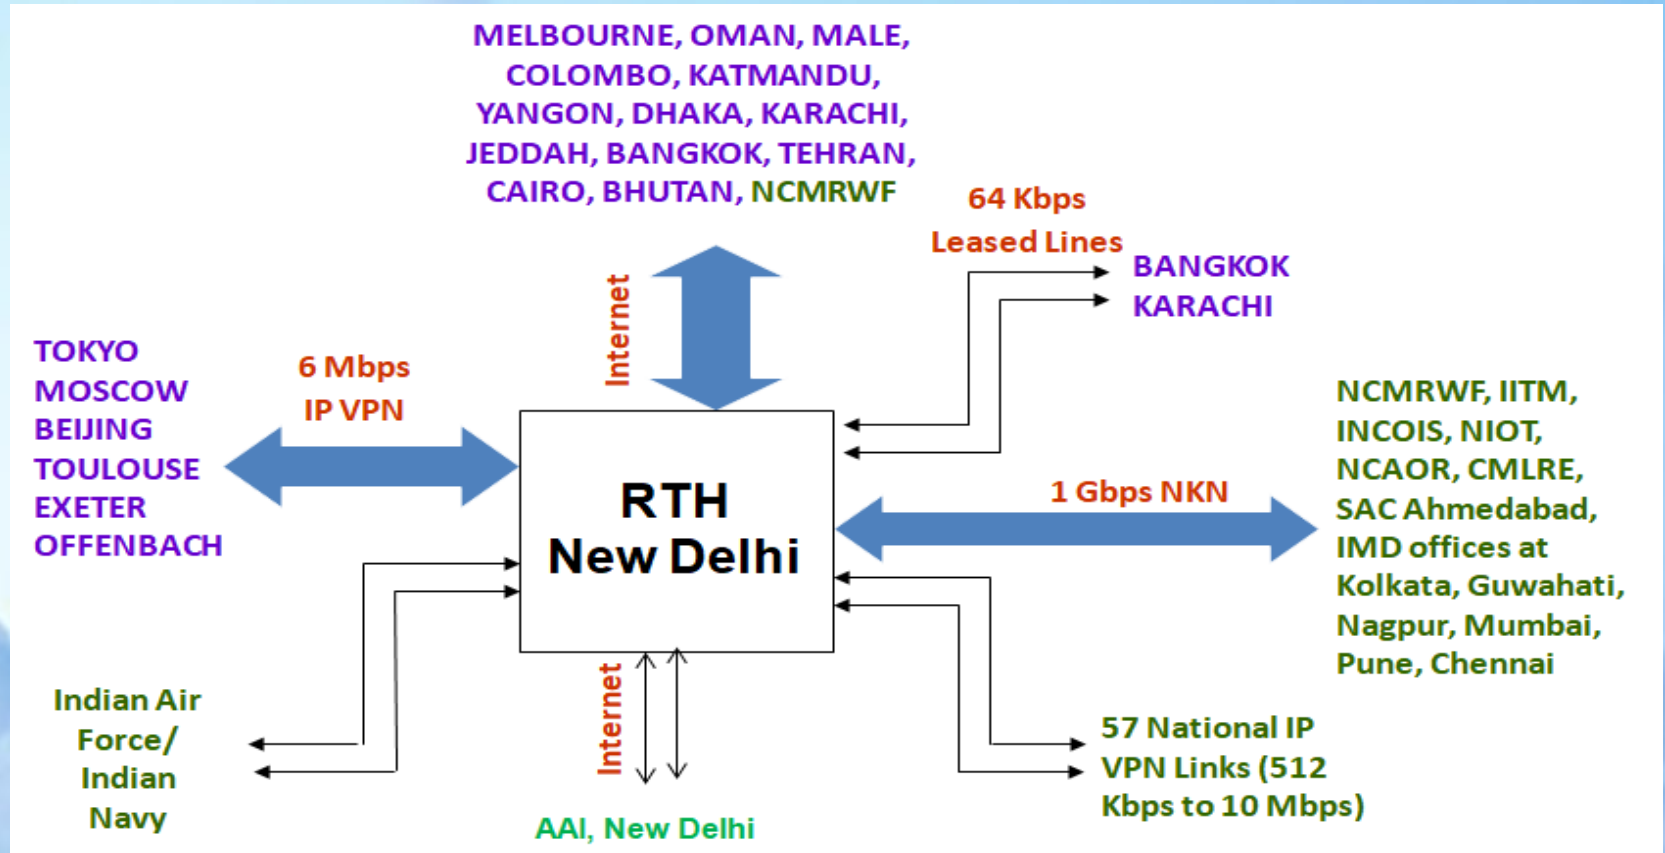 MELBOURNE, OMAN, MALE,
COLOMBO, KATMANDU,
YANGON, DHAKA, KARACHI,
JEDDAH, BANGKOK, TEHRAN,
CAIRO, BHUTAN, NCMRWF
64 Kbps
Leased Lines
BANGKOK
KARACHI
Internet
TOKYO
MOSCOW
BEIJING
TOULOUSE
EXETER
OFFENBACH
6 Mbps
IP VPN
RTH
New Delhi
1 Gbps NKN
NCMRWF, IITM,
INCOIS, NIOT,
NCAOR, CMLRE,
SAC Ahmedabad,
IMD offices at
Kolkata, Guwahati,
Nagpur, Mumbai,
Pune, Chennai
Indian Air
Force/
Indian
Navy
Internet
AAI, New Delhi
57 National IP
VPN Links (512
Kbps to 10 Mbps)